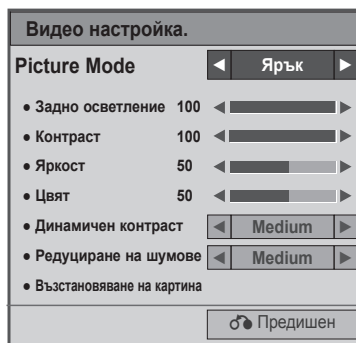 Видео настройка.
Picture Mode ◀ Ярък ▶
● Задно осветление 100
● Контраст 100
● Яркост 50
● Цвят 50
● Динамичен контраст ◀ Medium ▶
● Редуциране на шумове ◀ Medium ▶
● Възстановяване на картина
Предишен